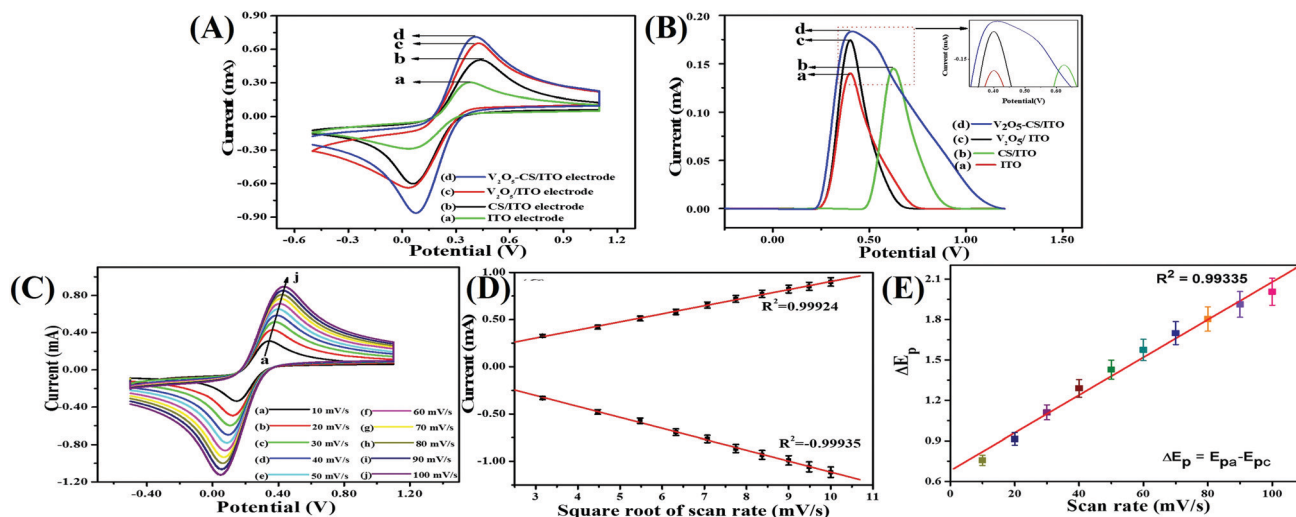 (A)
Current (mA)
0.90
0.60
0.30
0.00
-0.30
-0.60
-0.90
d
c
b
a
(d) V2O5-CS/ITO electrode
(c) V2O5/ITO electrode
(b) CS/ITO electrode
(a) ITO electrode
-0.6 -0.3 0.0 0.3 0.6 0.9 1.2
Potential (V)
(B)
Current (mA)
0.20
0.15
0.10
0.05
0.00
d
c
b
a
Current (mA)
-0.15
0.40 0.50 0.60
Potential(V)
(d) V2O5-CS/ITO
(c) V2O5/ ITO
(b) CS/ITO
(a) ITO
0.00 0.50 1.00 1.50
Potential (V)
(C)
Current (mA)
0.80
0.40
0.00
-0.40
-0.80
-1.20
j
a
(a) 10 mV/s (f) 60 mV/s
(b) 20 mV/s (g) 70 mV/s
(c) 30 mV/s (h) 80 mV/s
(d) 40 mV/s (i) 90 mV/s
(e) 50 mV/s (j) 100 mV/s
-0.40 0.00 0.40 0.80 1.20
Potential (V)
(D)
Current (mA)
1.00
0.50
0.00
-0.50
-1.00
R²=0.99924
R²=-0.99935
3 4 5 6 7 8 9 10 11
Square root of scan rate (mV/s)
(E)
ΔEp
2.1
1.8
1.5
1.2
0.9
0.6
R² = 0.99335
ΔEp = Epa-Epc
0 20 40 60 80 100
Scan rate (mV/s)